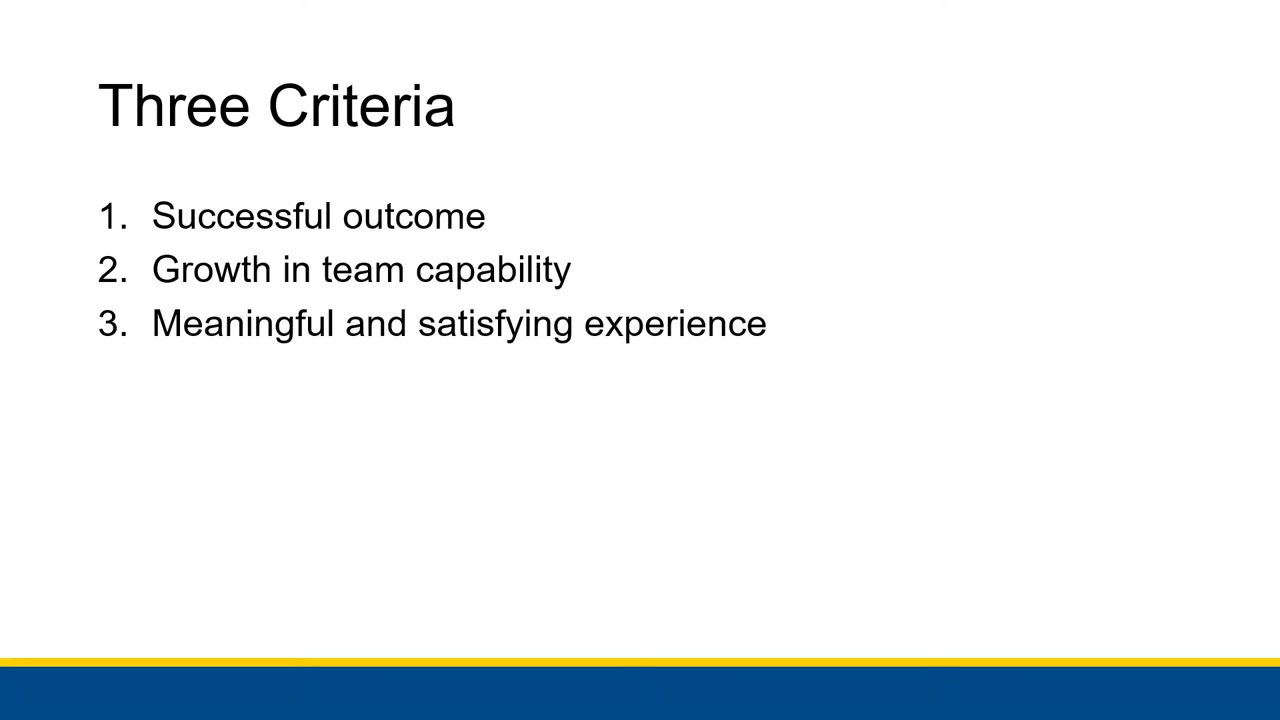 Three Criteria
1. Successful outcome
2. Growth in team capability
3. Meaningful and satisfying experience